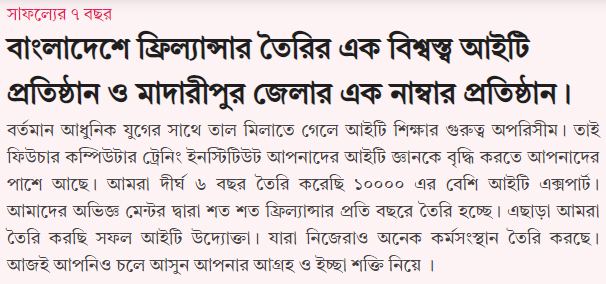 সাফল্যের ৭ বছর
বাংলাদেশে ফ্রিল্যান্সার তৈরির এক বিশ্বস্ত্ব আইটি
প্রতিষ্ঠান ও মাদারীপুর জেলার এক নাম্বার প্রতিষ্ঠান।
বর্তমান আধুনিক যুগের সাথে তাল মিলাতে গেলে আইটি শিক্ষার গুরুত্ব অপরিসীম। তাই
ফিউচার কম্পিউটার ট্রেনিং ইনস্টিটিউট আপনাদের আইটি জ্ঞানকে বৃদ্ধি করতে আপনাদের
পাশে আছে। আমরা দীর্ঘ ৬ বছর তৈরি করেছি ১০০০০ এর বেশি আইটি এক্সপার্ট।
আমাদের অভিজ্ঞ মেন্টর দ্বারা শত শত ফ্রিল্যান্সার প্রতি বছরে তৈরি হচ্ছে। এছাড়া আমরা
তৈরি করছি সফল আইটি উদ্যোক্তা। যারা নিজেরাও অনেক কর্মসংস্থান তৈরি করছে।
আজই আপনিও চলে আসুন আপনার আগ্রহ ও ইচ্ছা শক্তি নিয়ে ।